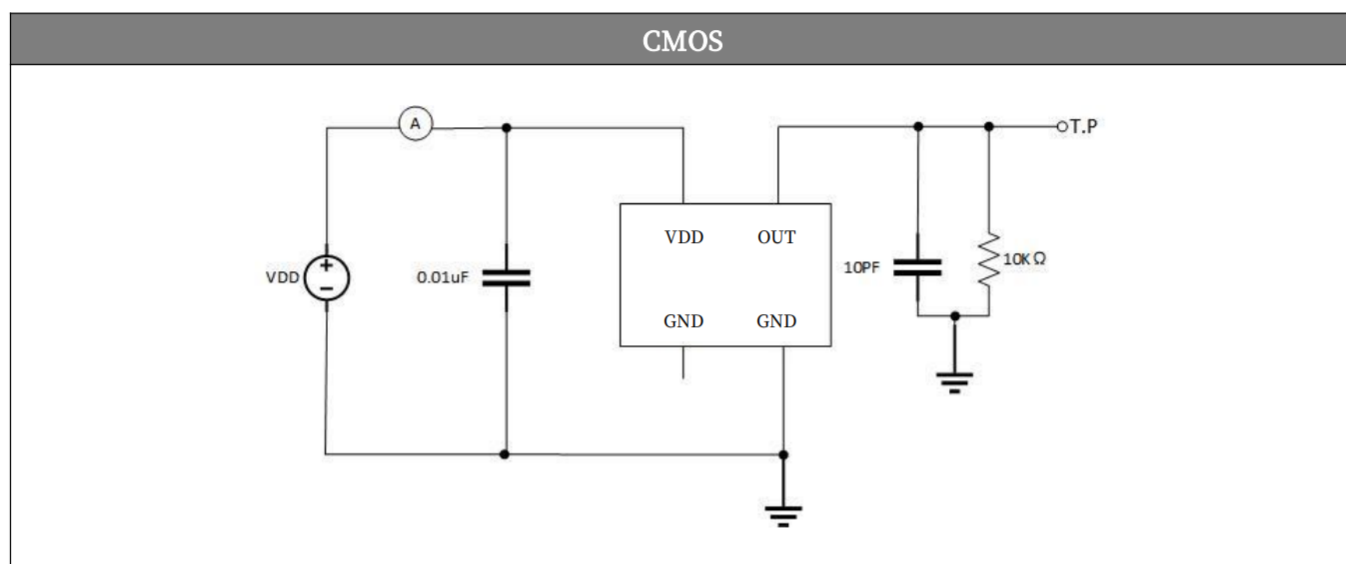 CMOS
A
T.P
VDD OUT
VDD
0.01uF
10PF
10KΩ
GND GND